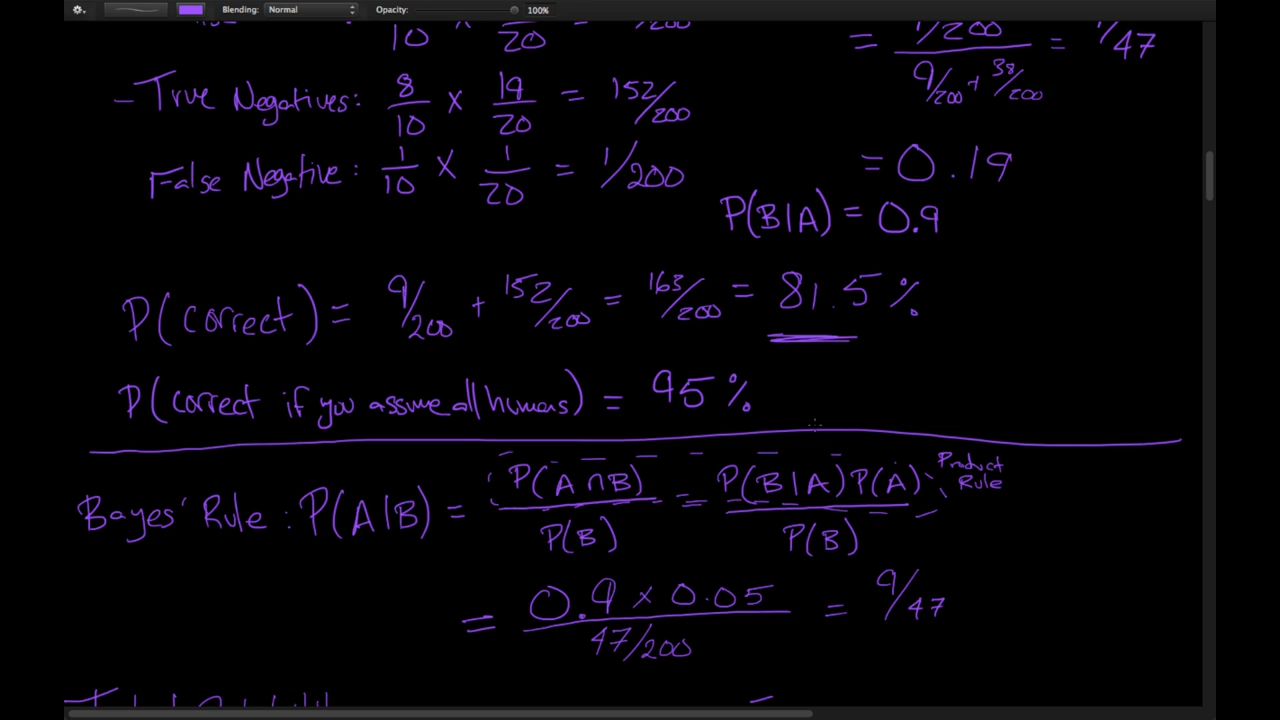 Blending: Normal Opacity: 100%
10 x 20 = /200
= /200 / 9/200 + 38/200 = /47
- True Negatives: 8/10 x 19/20 = 152/200
= 0.19
False Negative: 1/10 x 1/20 = 1/200
P(B|A) = 0.9
P(correct) = 9/200 + 152/200 = 163/200 = 81.5%
P(correct if you assume all humans) = 95%
Bayes' Rule: P(A|B) = P(A∩B)/P(B) = P(B|A)P(A)/P(B) Product Rule
= 0.9 x 0.05 / 47/200 = 9/47